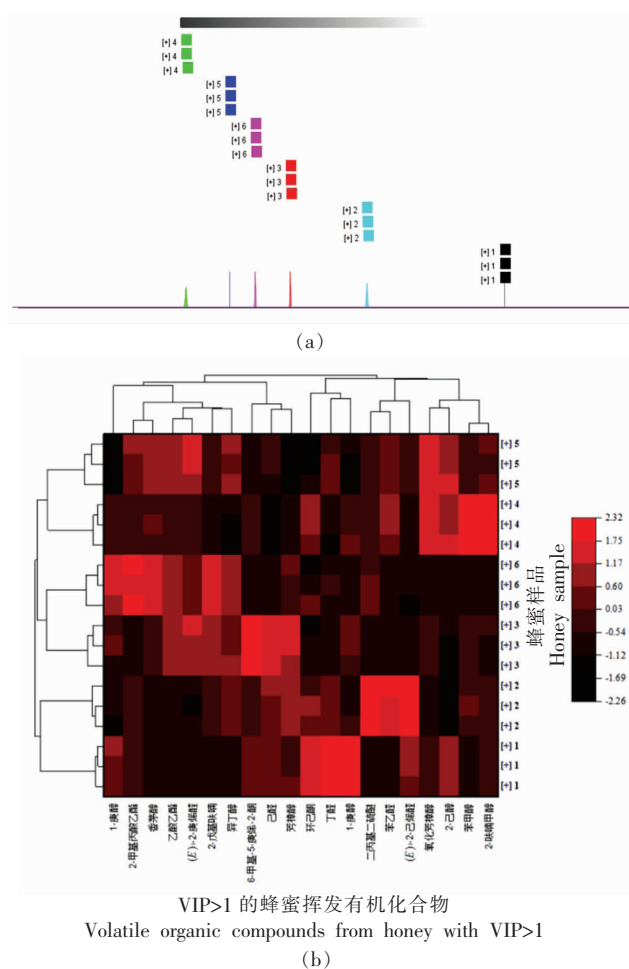 [+] 4
[+] 4
[+] 4
[+] 5
[+] 5
[+] 5
[+] 6
[+] 6
[+] 6
[+] 3
[+] 3
[+] 3
[+] 2
[+] 2
[+] 2
[+] 1
[+] 1
[+] 1
(a)
[+] 5
[+] 5
[+] 5
[+] 4
[+] 4
[+] 4
[+] 6
[+] 6
[+] 6
[+] 3
[+] 3
[+] 3
[+] 2
[+] 2
[+] 2
[+] 1
[+] 1
[+] 1
蜂蜜样品
Honey sample
2.32
1.75
1.17
0.60
0.03
-0.54
-1.12
-1.69
-2.26
1-庚醇
2-甲基丙酸乙酯
香茅醇
乙酸乙酯
(E)-2-庚烯醛
2-戊基呋喃
异丁醇
6-甲基-5-庚烯-2-酮
己醛
芳樟醇
环己酮
丁醛
1-庚醇
二丙基二硫醚
苯乙醛
(E)-2-己烯醛
氧化芳樟醇
2-己醇
苯甲醇
2-呋喃甲醇
VIP>1 的蜂蜜挥发有机化合物
Volatile organic compounds from honey with VIP>1
(b)